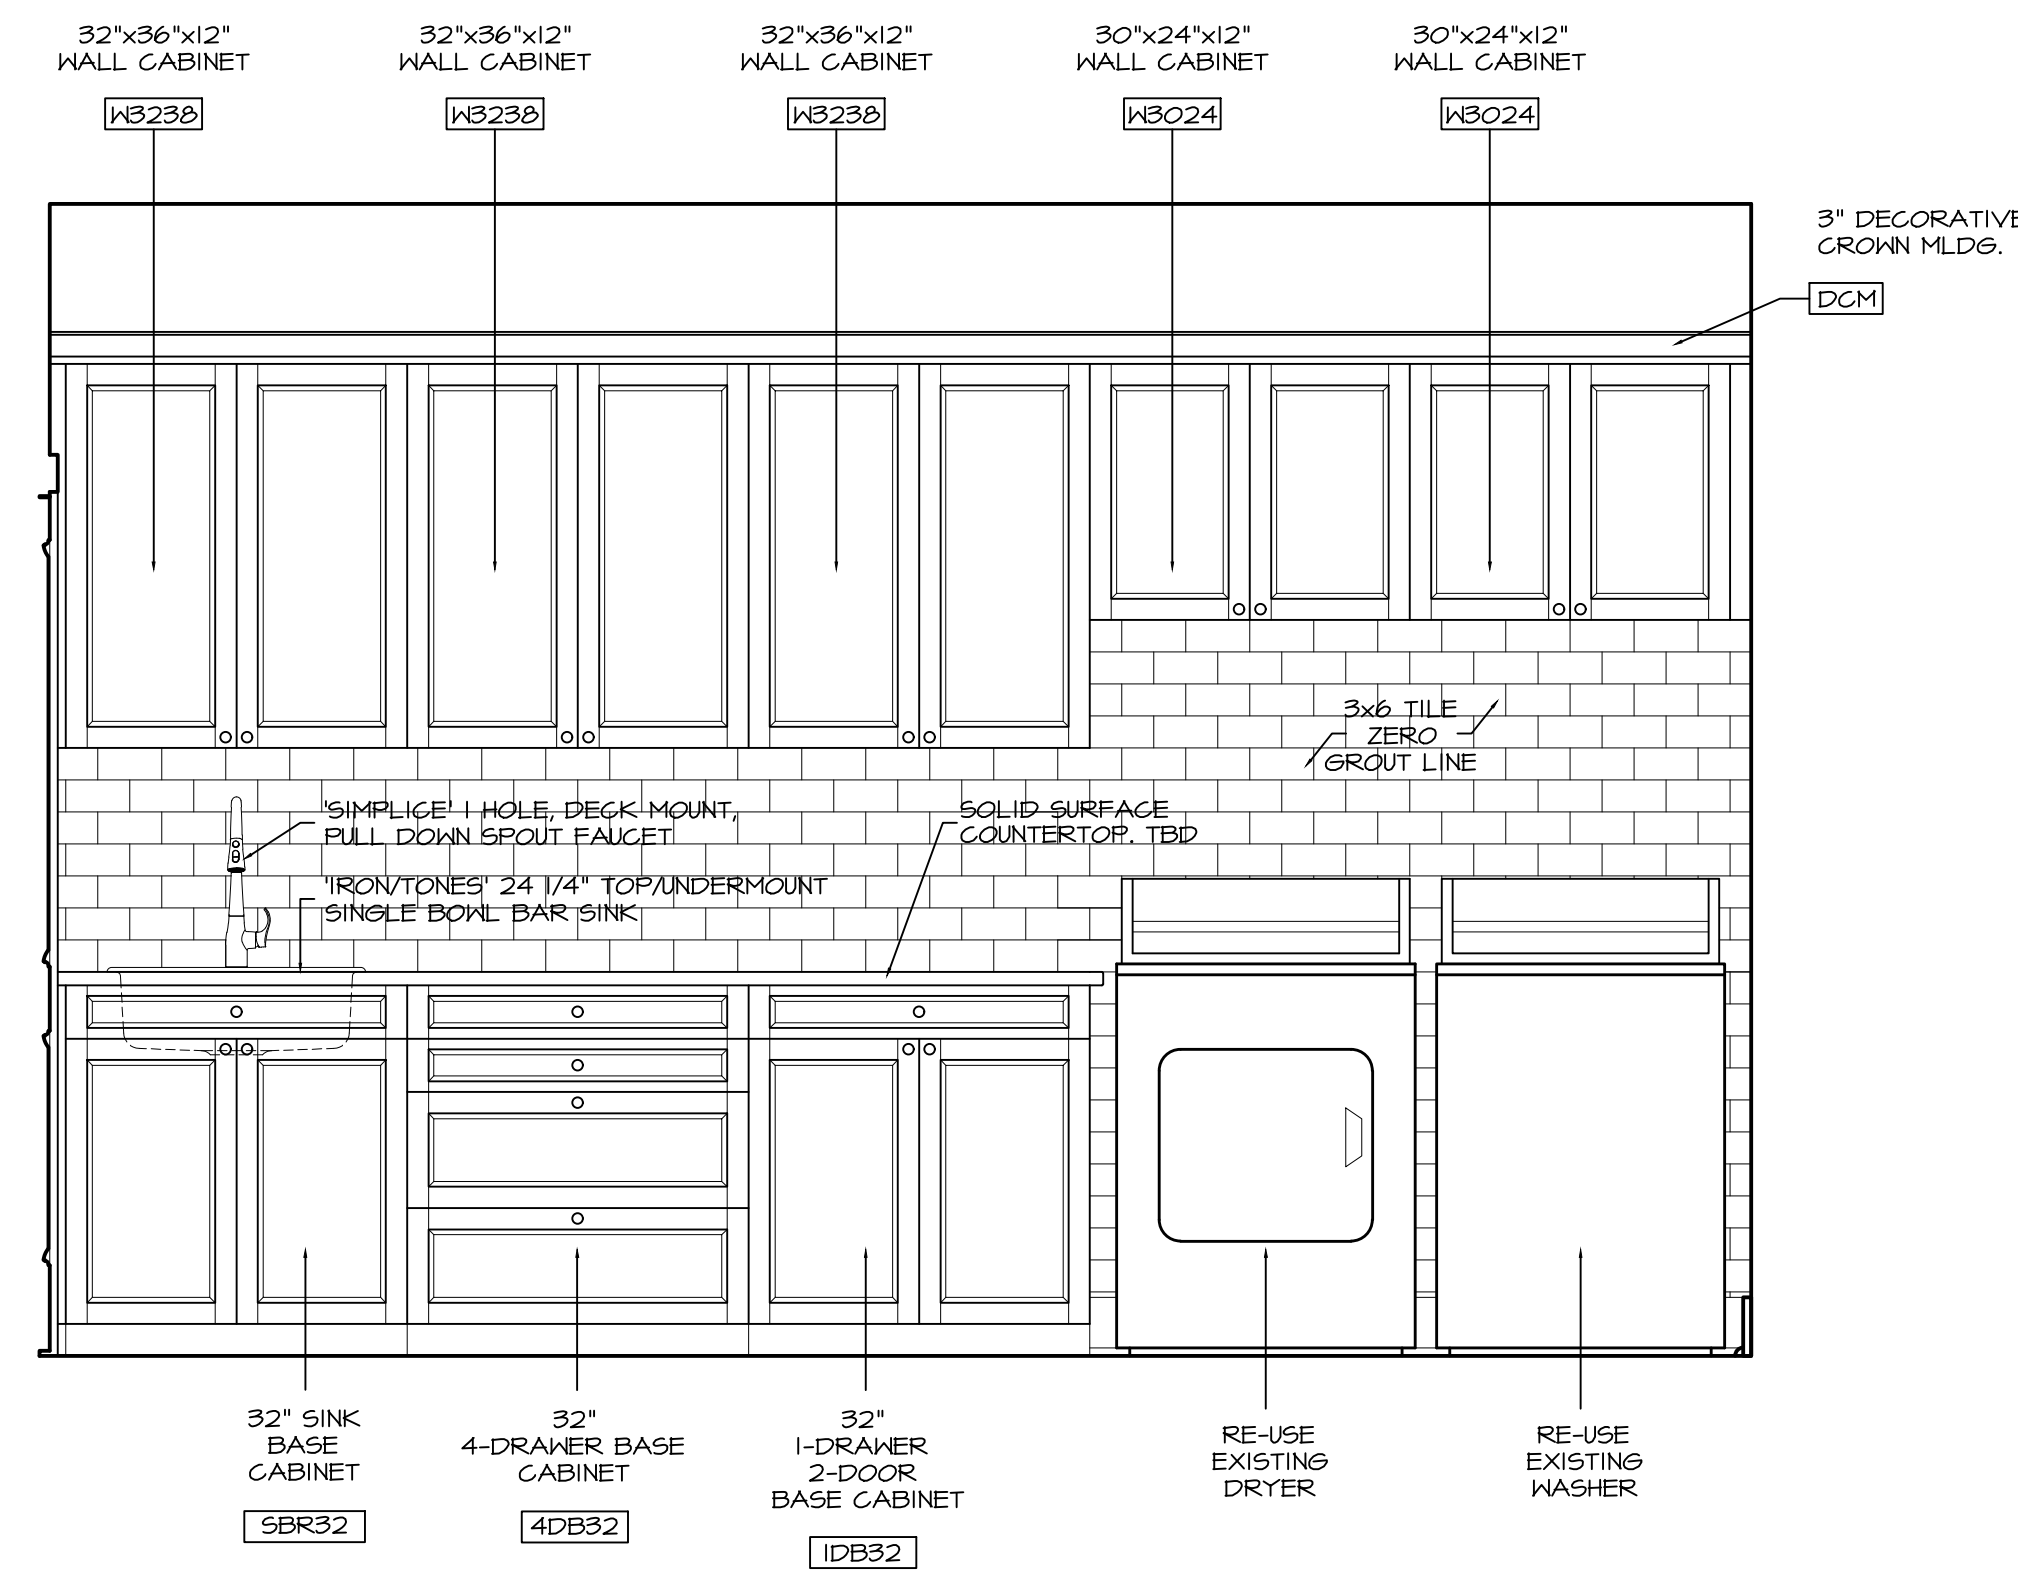 32"x36"x12"
WALL CABINET
W3238
32"x36"x12"
WALL CABINET
W3238
32"x36"x12"
WALL CABINET
W3238
30"x24"x12"
WALL CABINET
W3024
30"x24"x12"
WALL CABINET
W3024
3" DECORATIVE
CROWN MLDG.
DCM
3x6 TILE
ZERO
GROUT LINE
'SIMPLICE' 1 HOLE, DECK MOUNT,
PULL DOWN SPOUT FAUCET
SOLID SURFACE
COUNTERTOP. TBD
'IRON/TONES' 24 1/4" TOP/UNDERMOUNT
SINGLE BOWL BAR SINK
32" SINK
BASE
CABINET
SBR32
32"
4-DRAWER BASE
CABINET
4DB32
32"
1-DRAWER
2-DOOR
BASE CABINET
1DB32
RE-USE
EXISTING
DRYER
RE-USE
EXISTING
WASHER